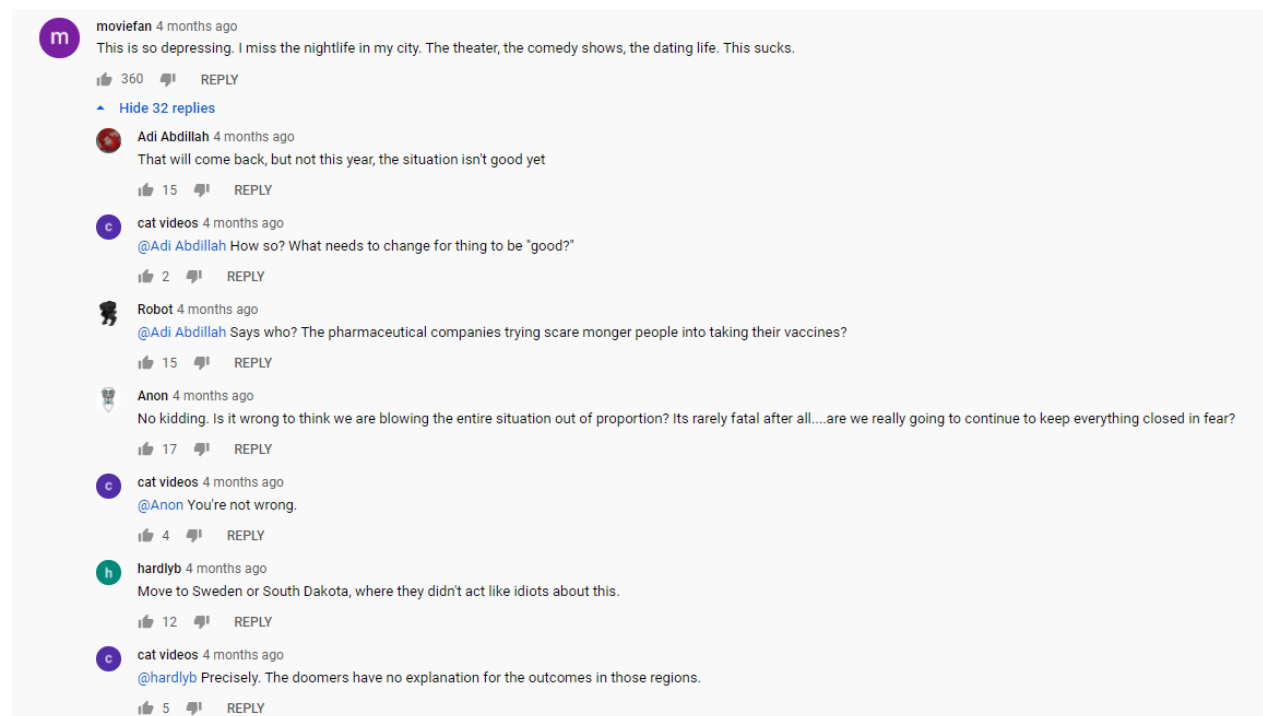 m
moviefan 4 months ago
This is so depressing. I miss the nightlife in my city. The theater, the comedy shows, the dating life. This sucks.
360 REPLY
Hide 32 replies
Adi Abdillah 4 months ago
That will come back, but not this year, the situation isn't good yet
15 REPLY
c
cat videos 4 months ago
@Adi Abdillah How so? What needs to change for thing to be "good?"
2 REPLY
Robot 4 months ago
@Adi Abdillah Says who? The pharmaceutical companies trying scare monger people into taking their vaccines?
15 REPLY
Anon 4 months ago
No kidding. Is it wrong to think we are blowing the entire situation out of proportion? Its rarely fatal after all....are we really going to continue to keep everything closed in fear?
17 REPLY
c
cat videos 4 months ago
@Anon You're not wrong.
4 REPLY
h
hardlyb 4 months ago
Move to Sweden or South Dakota, where they didn't act like idiots about this.
12 REPLY
c
cat videos 4 months ago
@hardlyb Precisely. The doomers have no explanation for the outcomes in those regions.
5 REPLY